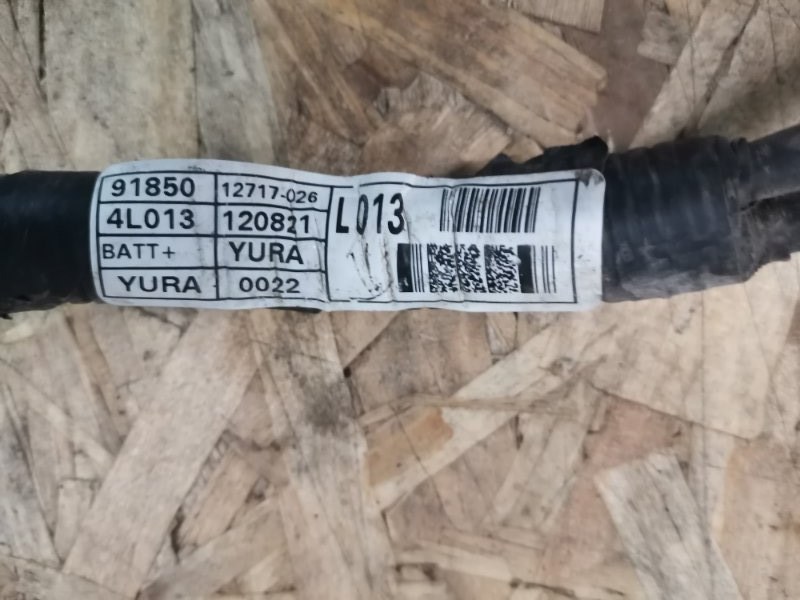 91850 12717-026
4L013 120821 L013
BATT+ YURA
YURA 0022